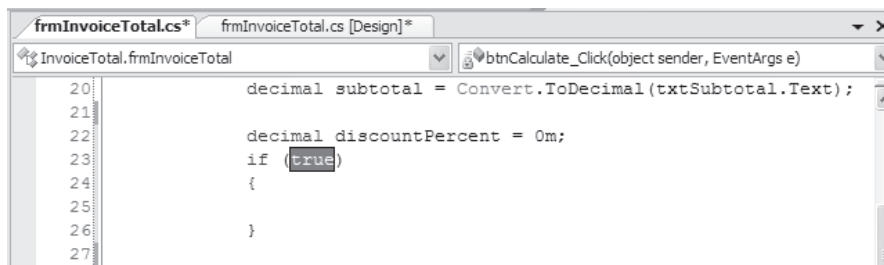 frmInvoiceTotal.cs* frmInvoiceTotal.cs [Design]*
InvoiceTotal.frmInvoiceTotal btnCalculate_Click(object sender, EventArgs e)
20 decimal subtotal = Convert.ToDecimal(txtSubtotal.Text);
21
22 decimal discountPercent = 0m;
23 if (true)
24 {
25
26 }
27